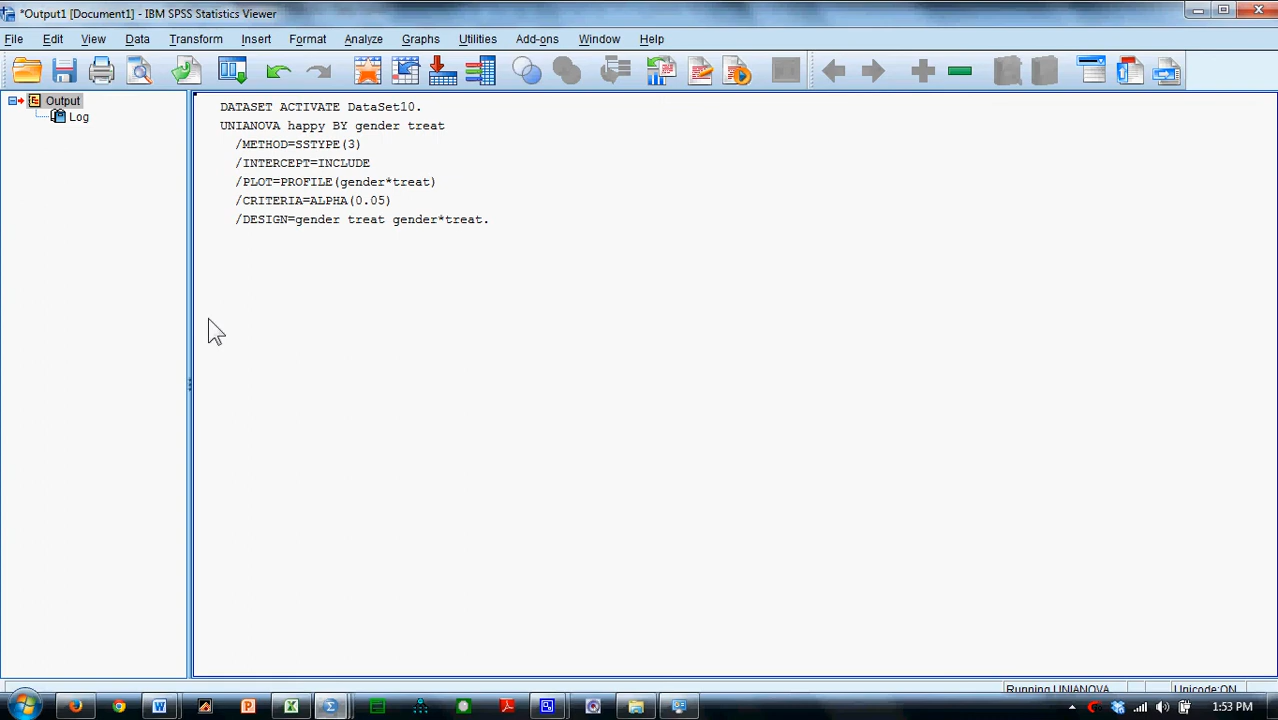 *Output1 [Document1] - IBM SPSS Statistics Viewer
File Edit View Data Transform Insert Format Analyze Graphs Utilities Add-ons Window Help
Output
Log
DATASET ACTIVATE DataSet10.
UNIANOVA happy BY gender treat
/METHOD=SSTYPE(3)
/INTERCEPT=INCLUDE
/PLOT=PROFILE(gender*treat)
/CRITERIA=ALPHA(0.05)
/DESIGN=gender treat gender*treat.
Running UNIANOVA Unicode:ON
1:53 PM